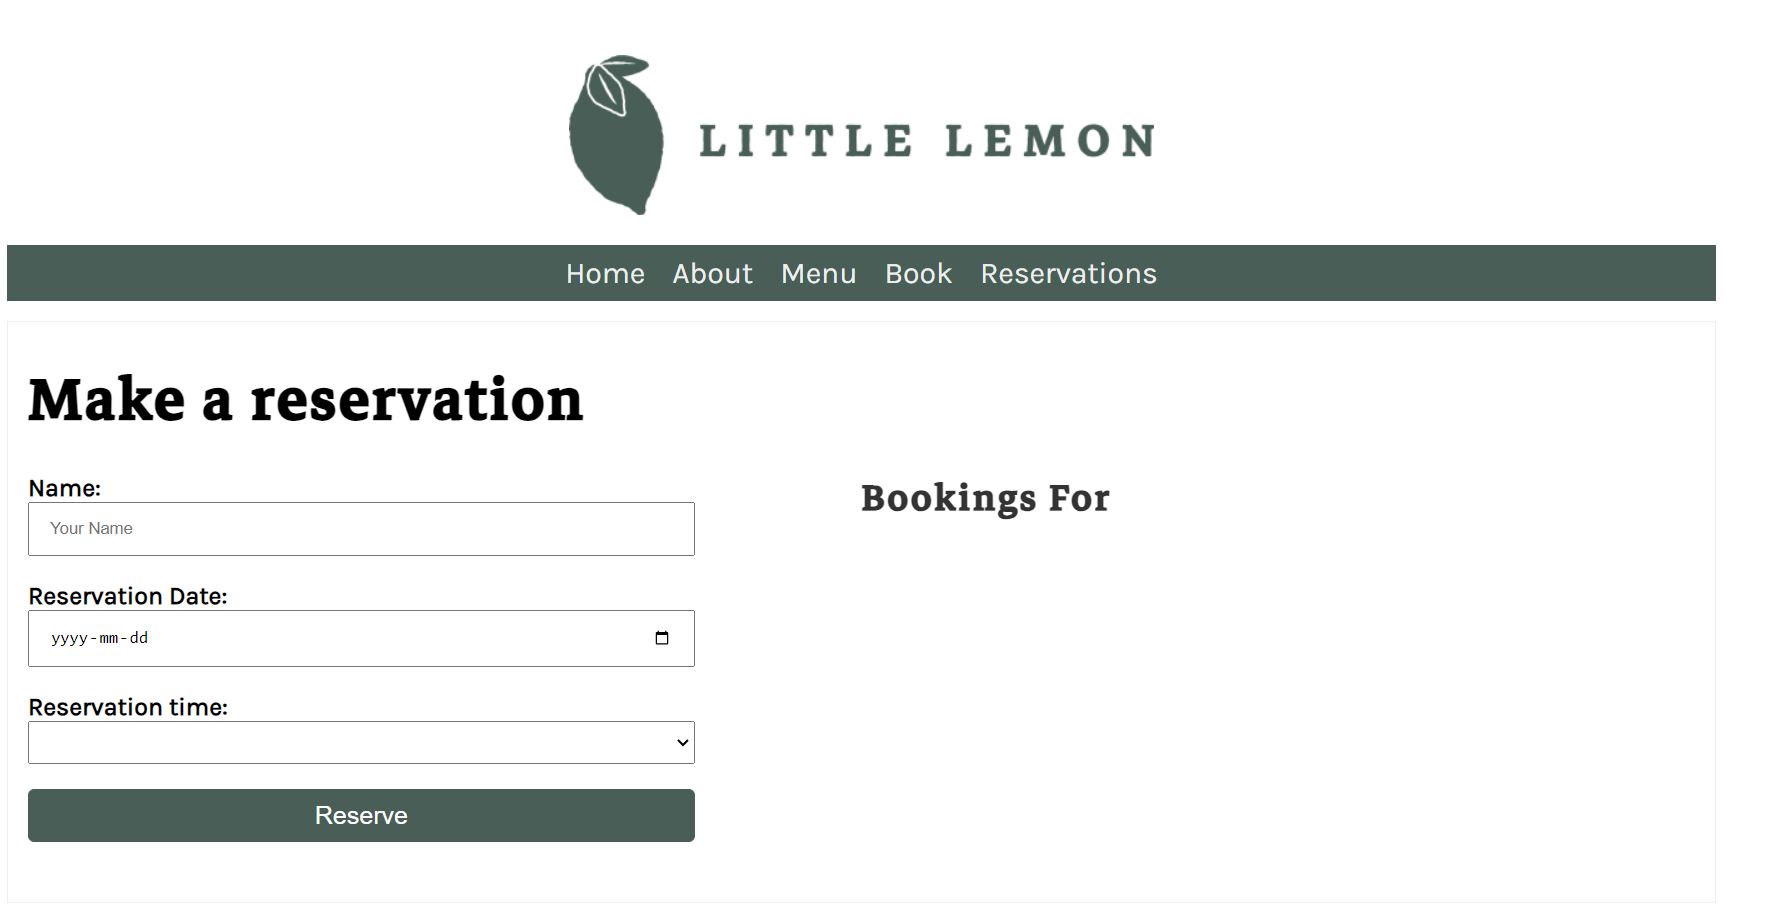 LITTLE LEMON
Home About Menu Book Reservations
Make a reservation
Name:
Your Name
Reservation Date:
yyyy-mm-dd
Reservation time:
Reserve
Bookings For